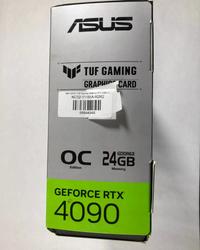 ASUS
TUF GAMING
GRAPHICS CARD
OC
Edition
24GB
GDDR6X
Memory
GEFORCE RTX
4090